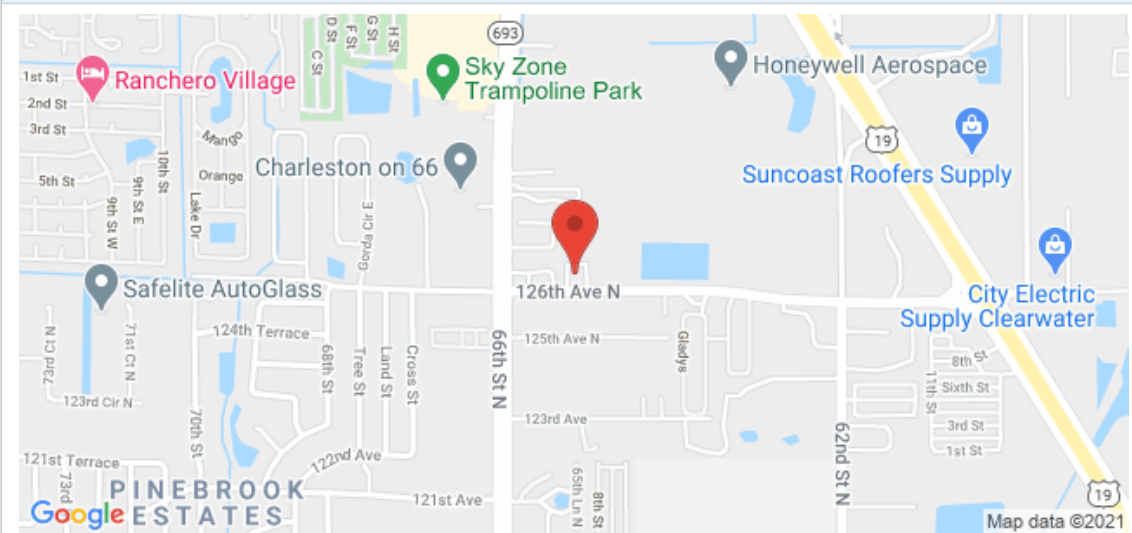 693
D St
F St
G St
H St
C St
1st St
Ranchero Village
2nd St
3rd St
Sky Zone
Trampoline Park
Honeywell Aerospace
19
Mango
Charleston on 66
10th St
5th St
Orange
9th St E
9th St W
Lake Dr
Gorda Cir E
Suncoast Roofers Supply
Safelite AutoGlass
126th Ave N
City Electric
Supply Clearwater
124th Terrace
125th Ave N
66th St N
Gladys
73rd Ct N
71st Ct N
68th St
Tree St
Land St
Cross St
8th St
11th St
Sixth St
123rd Cir N
70th St
123rd Ave
3rd St
62nd St N
1st St
121st Terrace
122nd Ave
73rd
PINEBROOK
ESTATES
121st Ave
65th Ln N
8th St
19
Google
Map data ©2021